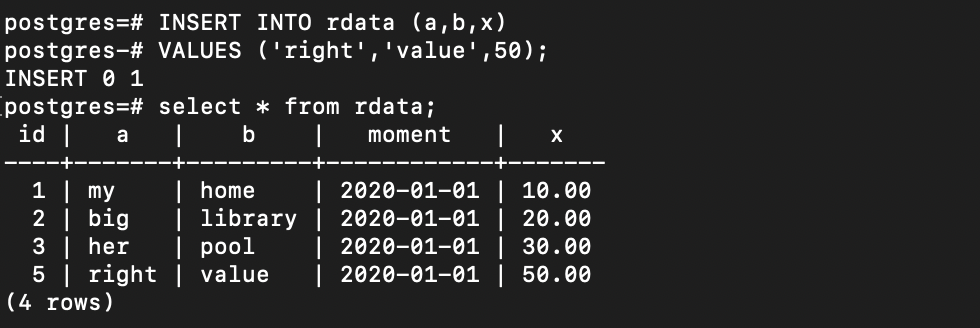 postgres=# INSERT INTO rdata (a,b,x)
postgres-# VALUES ('right','value',50);
INSERT 0 1
postgres=# select * from rdata;
 id |   a   |    b    |   moment   |   x
----+-------+---------+------------+-------
  1 | my    | home    | 2020-01-01 | 10.00
  2 | big   | library | 2020-01-01 | 20.00
  3 | her   | pool    | 2020-01-01 | 30.00
  5 | right | value   | 2020-01-01 | 50.00
(4 rows)